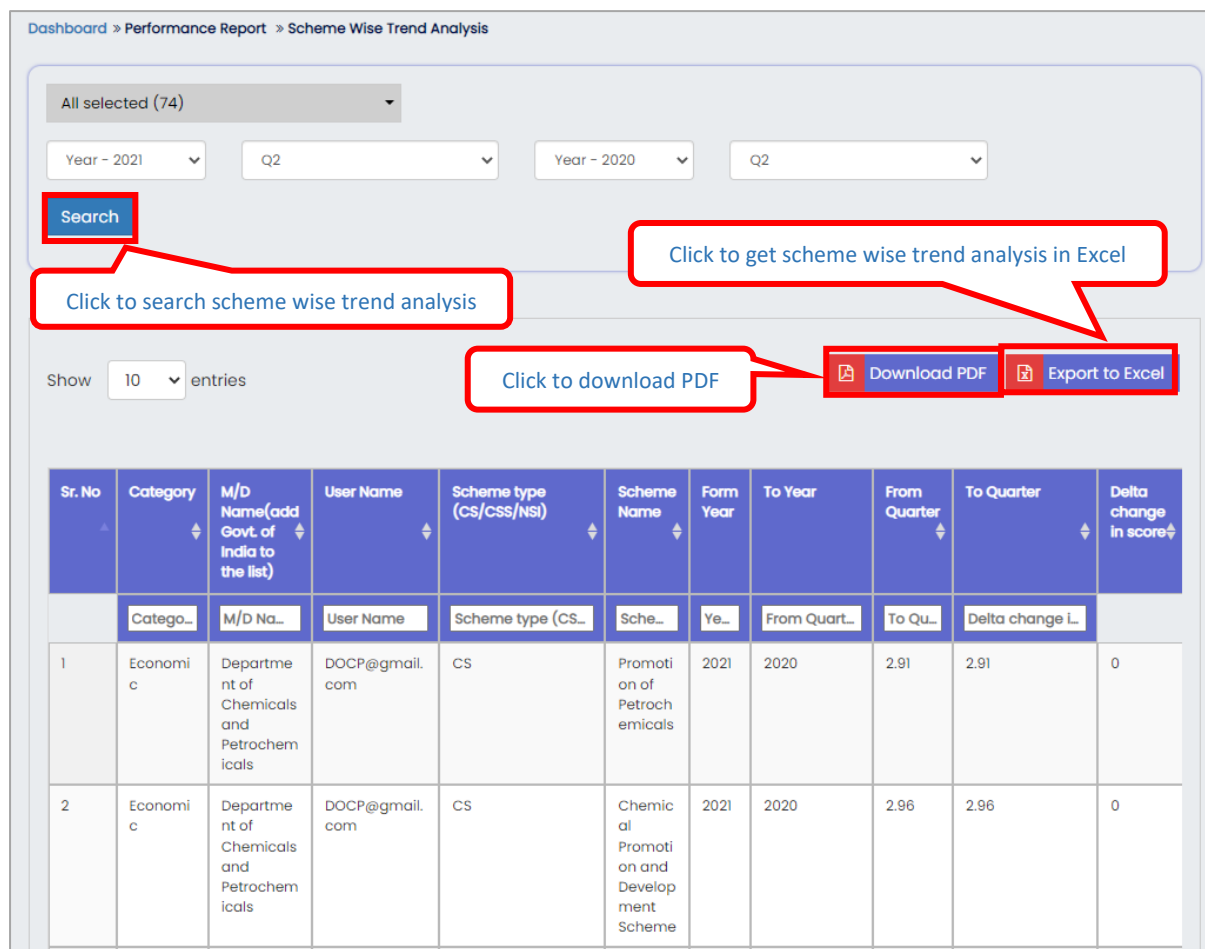 Dashboard » Performance Report » Scheme Wise Trend Analysis
All selected (74)
Year - 2021 Q2 Year - 2020 Q2
Search
Click to get scheme wise trend analysis in Excel
Click to search scheme wise trend analysis
Show 10 entries
Click to download PDF
Download PDF Export to Excel
Sr. No Category M/D User Name Scheme type Scheme Form To Year From To Quarter Delta
Name(add (CS/CSS/NSI) Name Year Quarter change
Govt. of in score
India to
the list)
Catego... M/D Na... User Name Scheme type (CS... Sche... Ye... From Quart... To Qu... Delta change i...
1 Economi Departme DOCP@gmail. CS Promoti 2021 2020 2.91 2.91 0
c nt of com on of
Chemicals Petroch
and emicals
Petrochem
icals
2 Economi Departme DOCP@gmail. CS Chemic 2021 2020 2.96 2.96 0
c nt of com al
Chemicals Promoti
and on and
Petrochem Develop
icals ment
Scheme